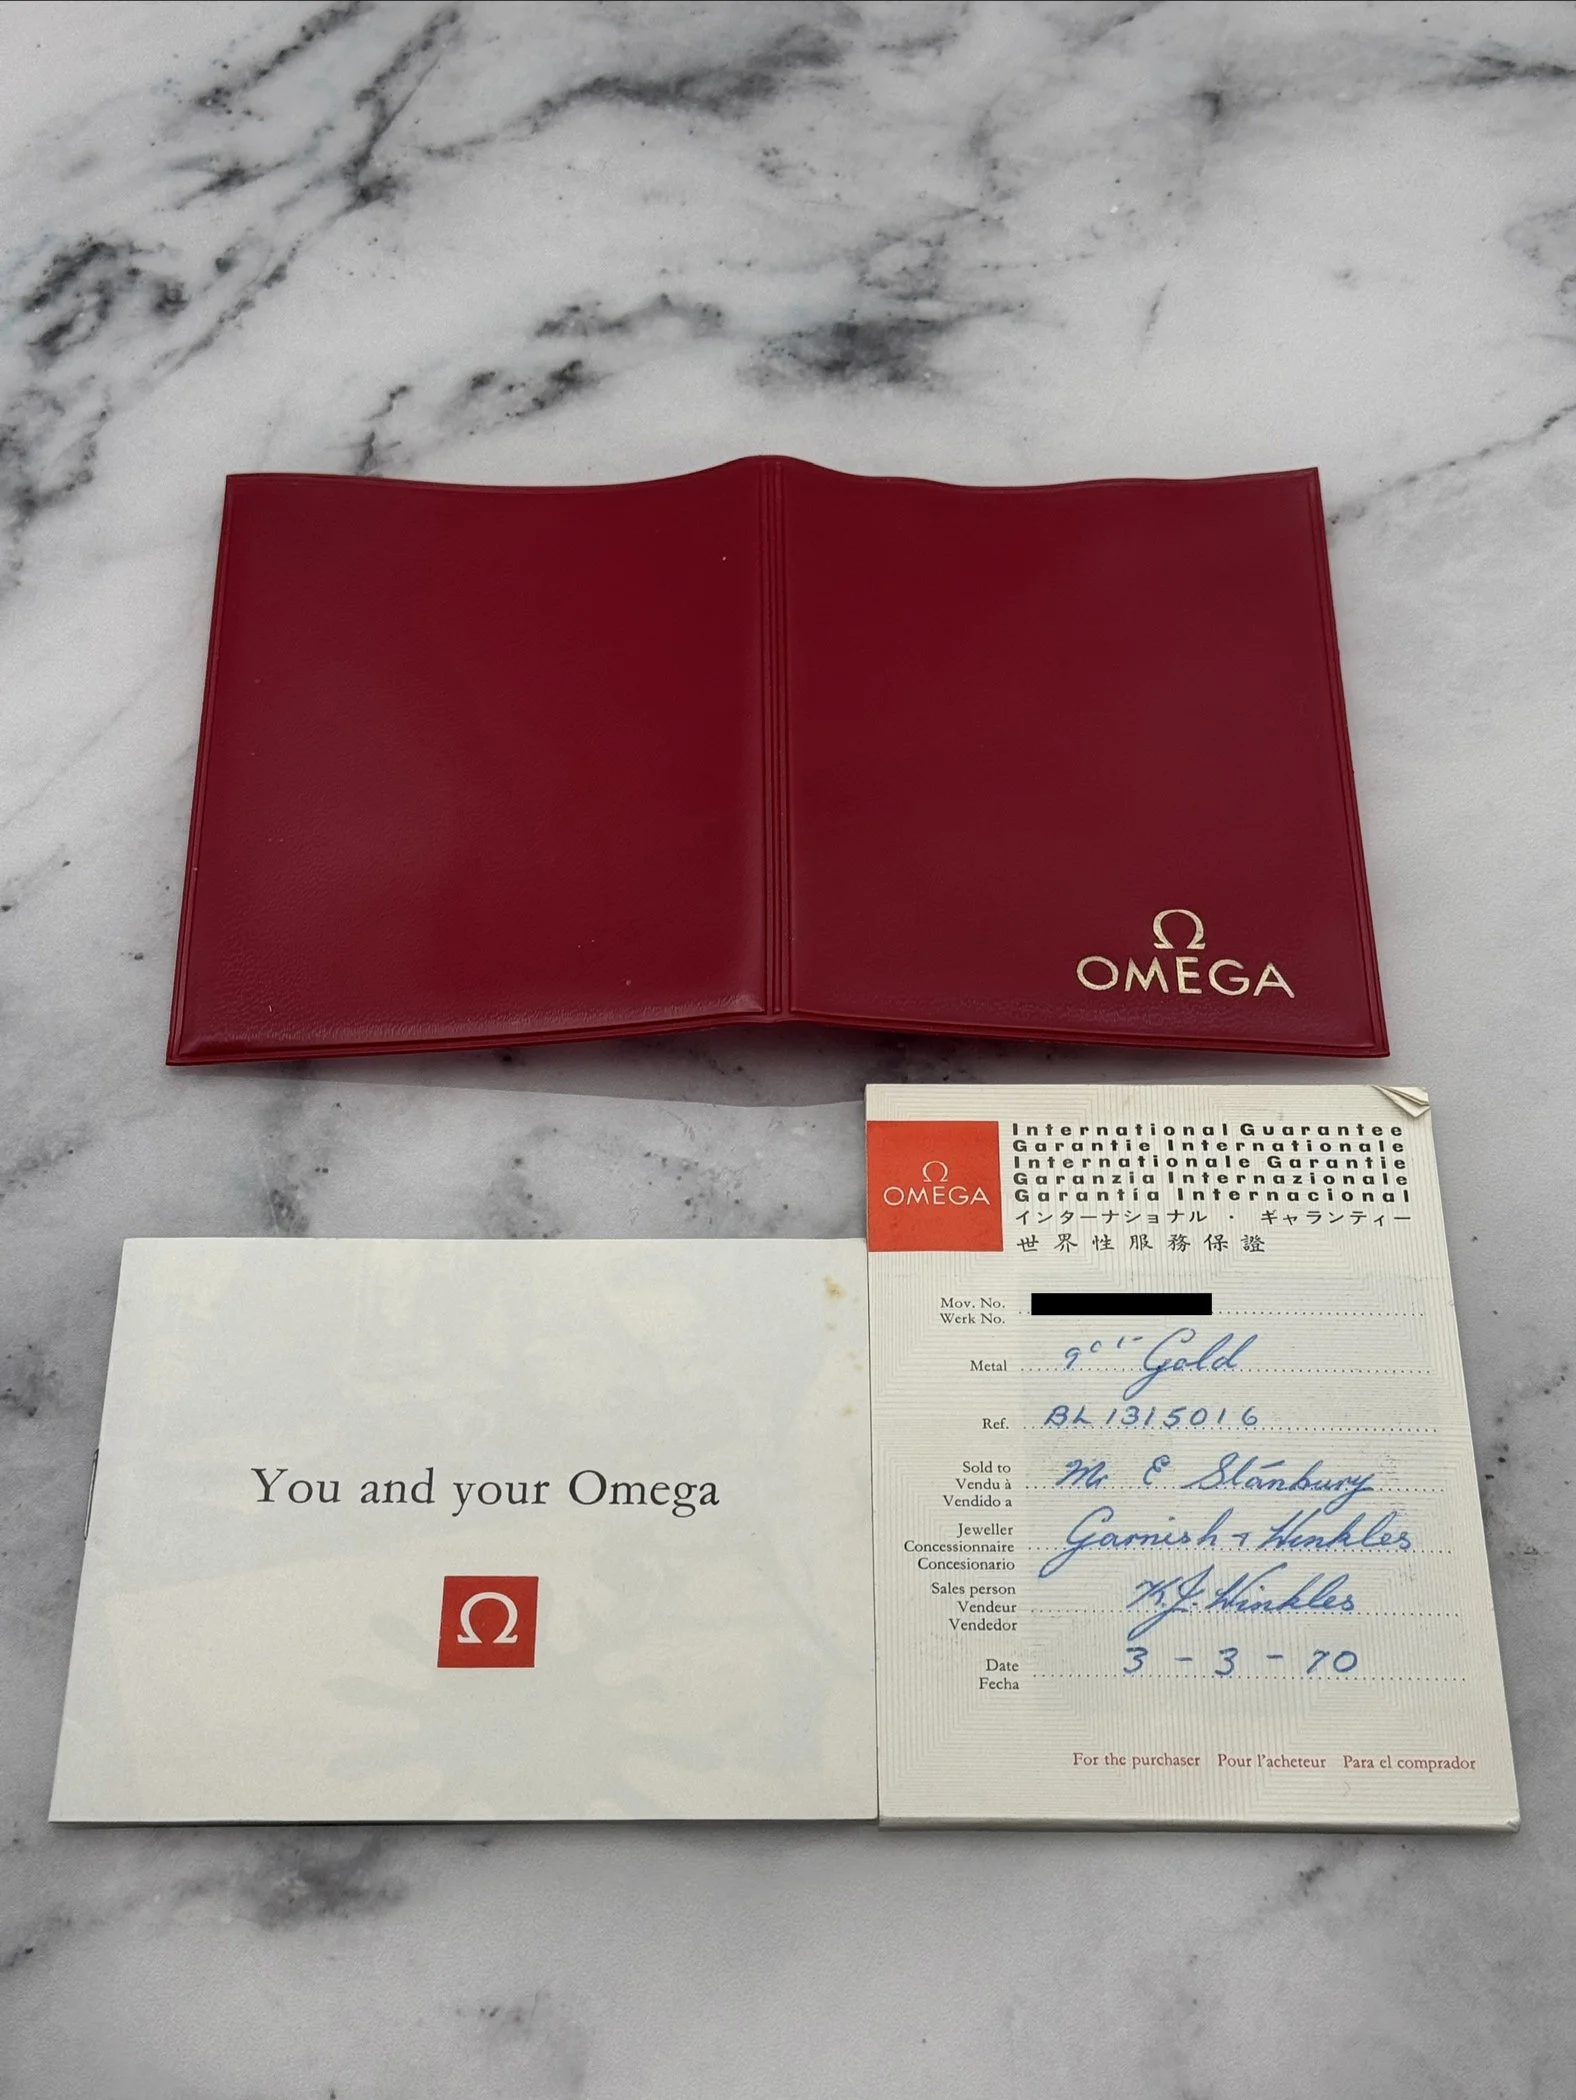 Ω
OMEGA
International Guarantee
Garantie Internationale
Internationale Garantie
Garanzia Internazionale
Garantía Internacional
インターナショナル · ギャランティー
世界性服務保證
Ω
OMEGA
Mov. No.
Werk No.
Metal 9ct Gold
Ref. BL1315016
Sold to Mr E Stanbury
Vendu à
Vendido a
Jeweller Garnish + Winkles
Concessionnaire
Concesionario
Sales person K.J. Winkles
Vendeur
Vendedor
Date 3 - 3 - 70
Fecha
For the purchaser Pour l'acheteur Para el comprador
You and your Omega
Ω